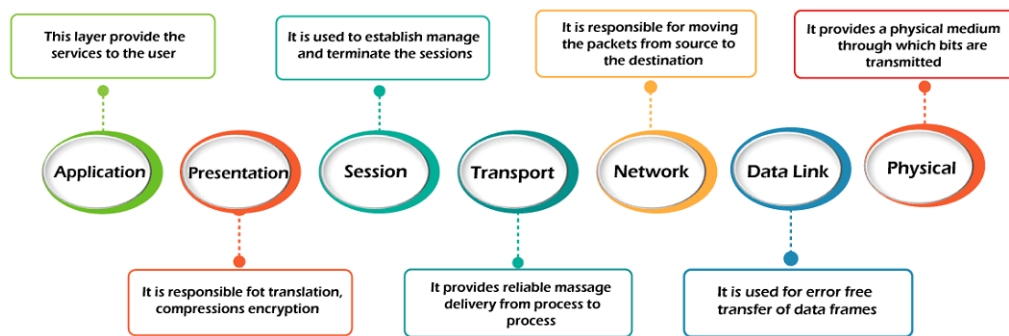 This layer provide the
services to the user
It is used to establish manage
and terminate the sessions
It is responsible for moving
the packets from source to
the destination
It provides a physical medium
through which bits are
transmitted
Application
Presentation
Session
Transport
Network
Data Link
Physical
It is responsible fot translation,
compressions encryption
It provides reliable massage
delivery from process to
process
It is used for error free
transfer of data frames